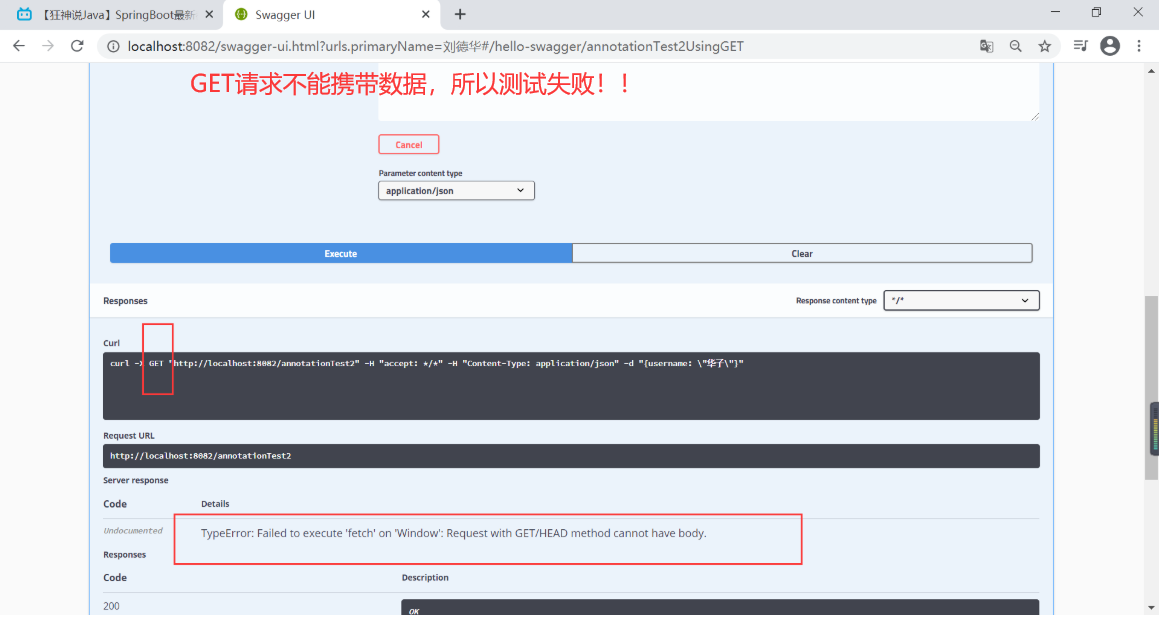 【狂神说Java】SpringBoot最新
Swagger UI
localhost:8082/swagger-ui.html?urls.primaryName=刘德华#/hello-swagger/annotationTest2UsingGET
GET请求不能携带数据，所以测试失败！！
Cancel
Parameter content type
application/json
Execute
Clear
Responses
Response content type
*/*
Curl
curl -X GET "http://localhost:8082/annotationTest2" -H "accept: */*" -H "Content-Type: application/json" -d "{username: \"华子\"}"
Request URL
http://localhost:8082/annotationTest2
Server response
Code
Details
Undocumented
TypeError: Failed to execute 'fetch' on 'Window': Request with GET/HEAD method cannot have body.
Responses
Code
Description
200
OK